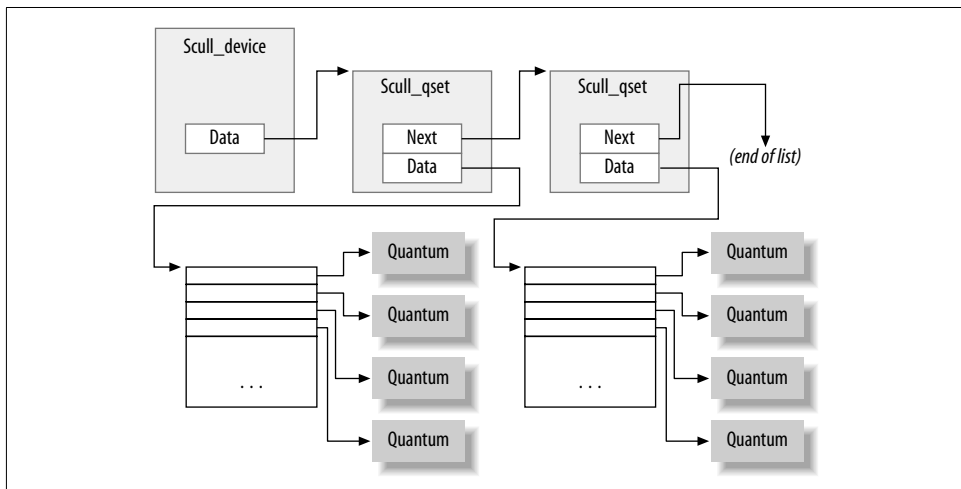 Scull_device
Data
Scull_qset
Next
Data
Scull_qset
Next
Data
(end of list)
Quantum
Quantum
Quantum
Quantum
. . .
Quantum
Quantum
Quantum
Quantum
. . .